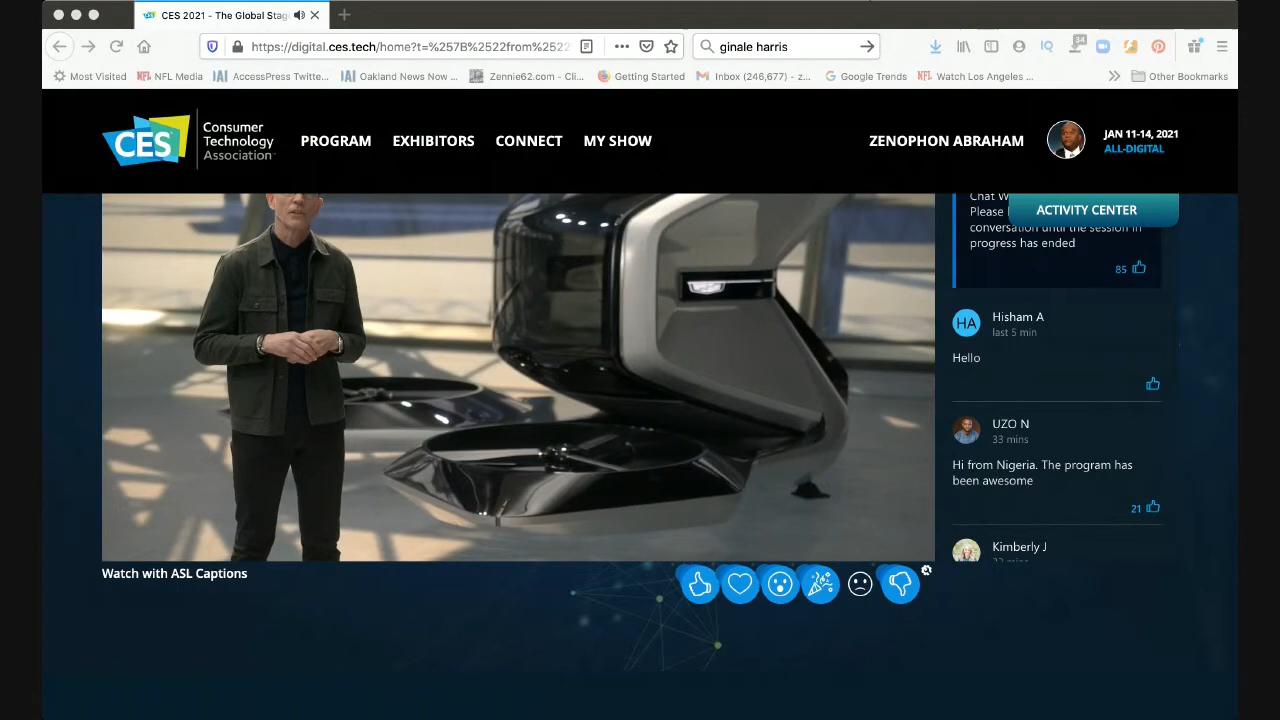 CES 2021 - The Global Stag
https://digital.ces.tech/home?t=%257B%2522from%2522
ginale harris
34
IQ
Most Visited
NFL Media
AccessPress Twitte...
Oakland News Now ...
Zennie62.com - Cli...
Getting Started
Inbox (246,677) - z...
Google Trends
Watch Los Angeles ...
Other Bookmarks
CES
Consumer
Technology
Association
PROGRAM
EXHIBITORS
CONNECT
MY SHOW
ZENOPHON ABRAHAM
JAN 11-14, 2021
ALL-DIGITAL
ACTIVITY CENTER
Chat W
Please
conversation until the session in
progress has ended
85
HA
Hisham A
last 5 min
Hello
UZO N
33 mins
Hi from Nigeria. The program has
been awesome
21
Kimberly J
Watch with ASL Captions